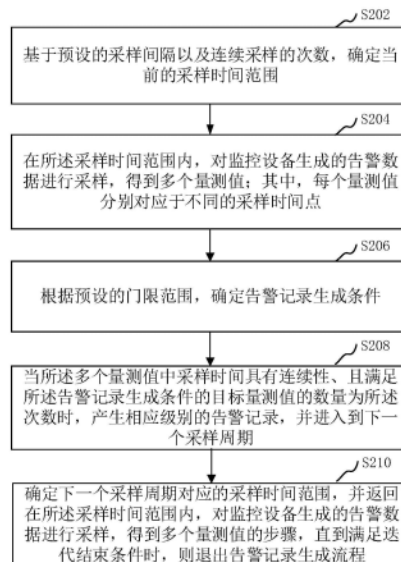 S202
基于预设的采样间隔以及连续采样的次数，确定当
前的采样时间范围
S204
在所述采样时间范围内，对监控设备生成的告警数
据进行采样，得到多个量测值；其中，每个量测值
分别对应于不同的采样时间点
S206
根据预设的门限范围，确定告警记录生成条件
S208
当所述多个量测值中采样时间具有连续性、且满足
所述告警记录生成条件的目标量测值的数量为所述
次数时，产生相应级别的告警记录，并进入到下一
个采样周期
S210
确定下一个采样周期对应的采样时间范围，并返回
在所述采样时间范围内，对监控设备生成的告警数
据进行采样，得到多个量测值的步骤，直到满足迭
代结束条件时，则退出告警记录生成流程